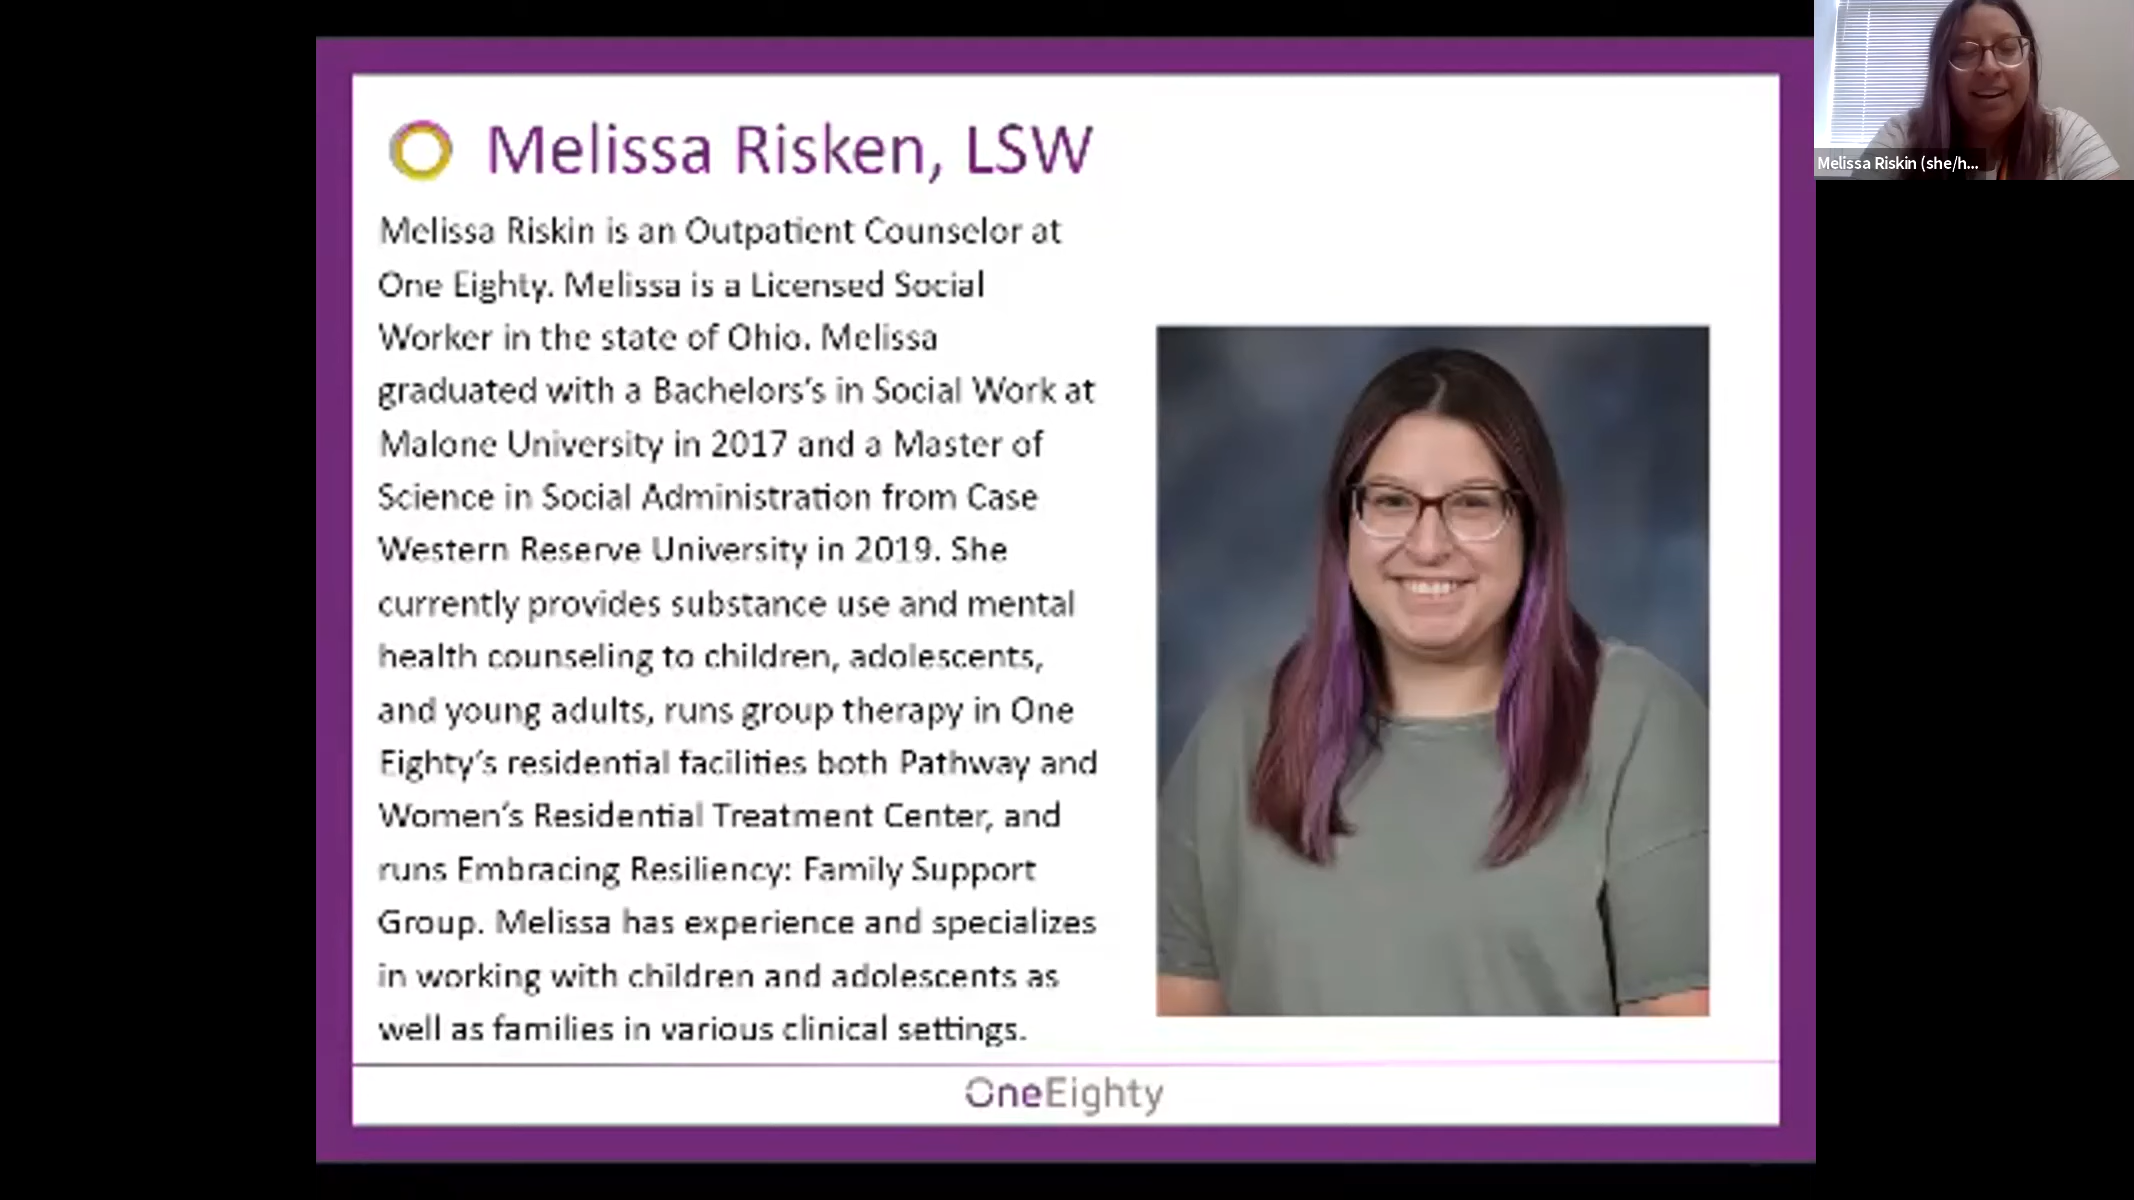 Melissa Risken, LSW
Melissa Riskin is an Outpatient Counselor at
One Eighty. Melissa is a Licensed Social
Worker in the state of Ohio. Melissa
graduated with a Bachelors's in Social Work at
Malone University in 2017 and a Master of
Science in Social Administration from Case
Western Reserve University in 2019. She
currently provides substance use and mental
health counseling to children, adolescents,
and young adults, runs group therapy in One
Eighty's residential facilities both Pathway and
Women's Residential Treatment Center, and
runs Embracing Resiliency: Family Support
Group. Melissa has experience and specializes
in working with children and adolescents as
well as families in various clinical settings.
OneEighty
Melissa Riskin (she/h...